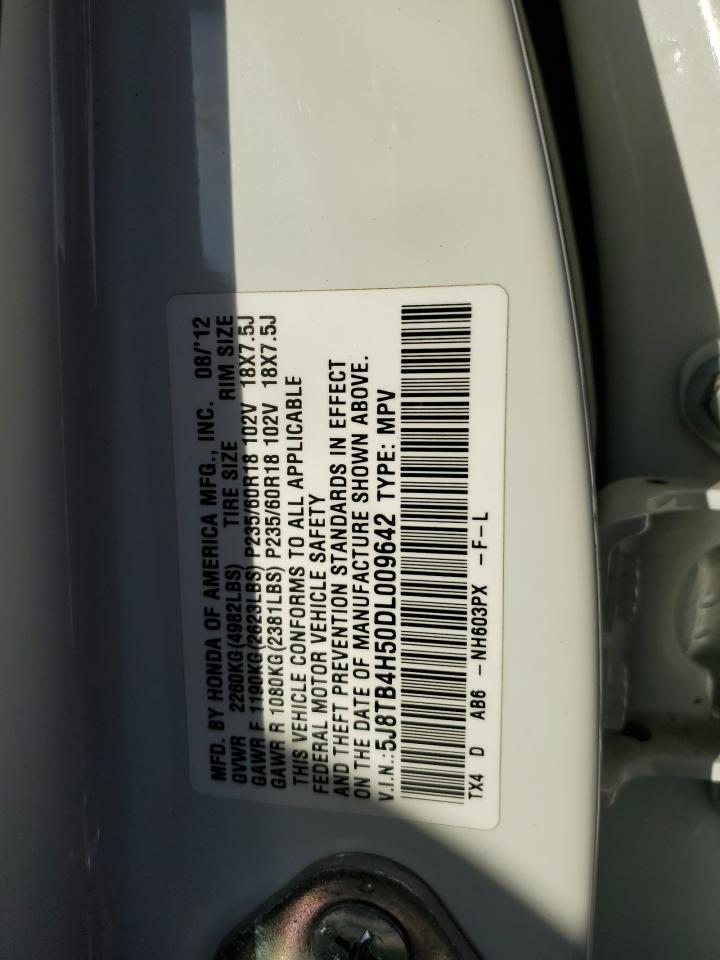 MFD. BY HONDA OF AMERICA MFG., INC. 08/'12
GVWR 2260KG(4982LBS) TIRE SIZE RIM SIZE
GAWR F 1190KG(2623LBS) P235/60R18 102V 18X7.5J
GAWR R 1080KG(2381LBS) P235/60R18 102V 18X7.5J
THIS VEHICLE CONFORMS TO ALL APPLICABLE
FEDERAL MOTOR VEHICLE SAFETY
AND THEFT PREVENTION STANDARDS IN EFFECT
ON THE DATE OF MANUFACTURE SHOWN ABOVE.
V.I.N.: 5J8TB4H50DL009642 TYPE: MPV
TX4 D AB6 -NH603PX -F-L